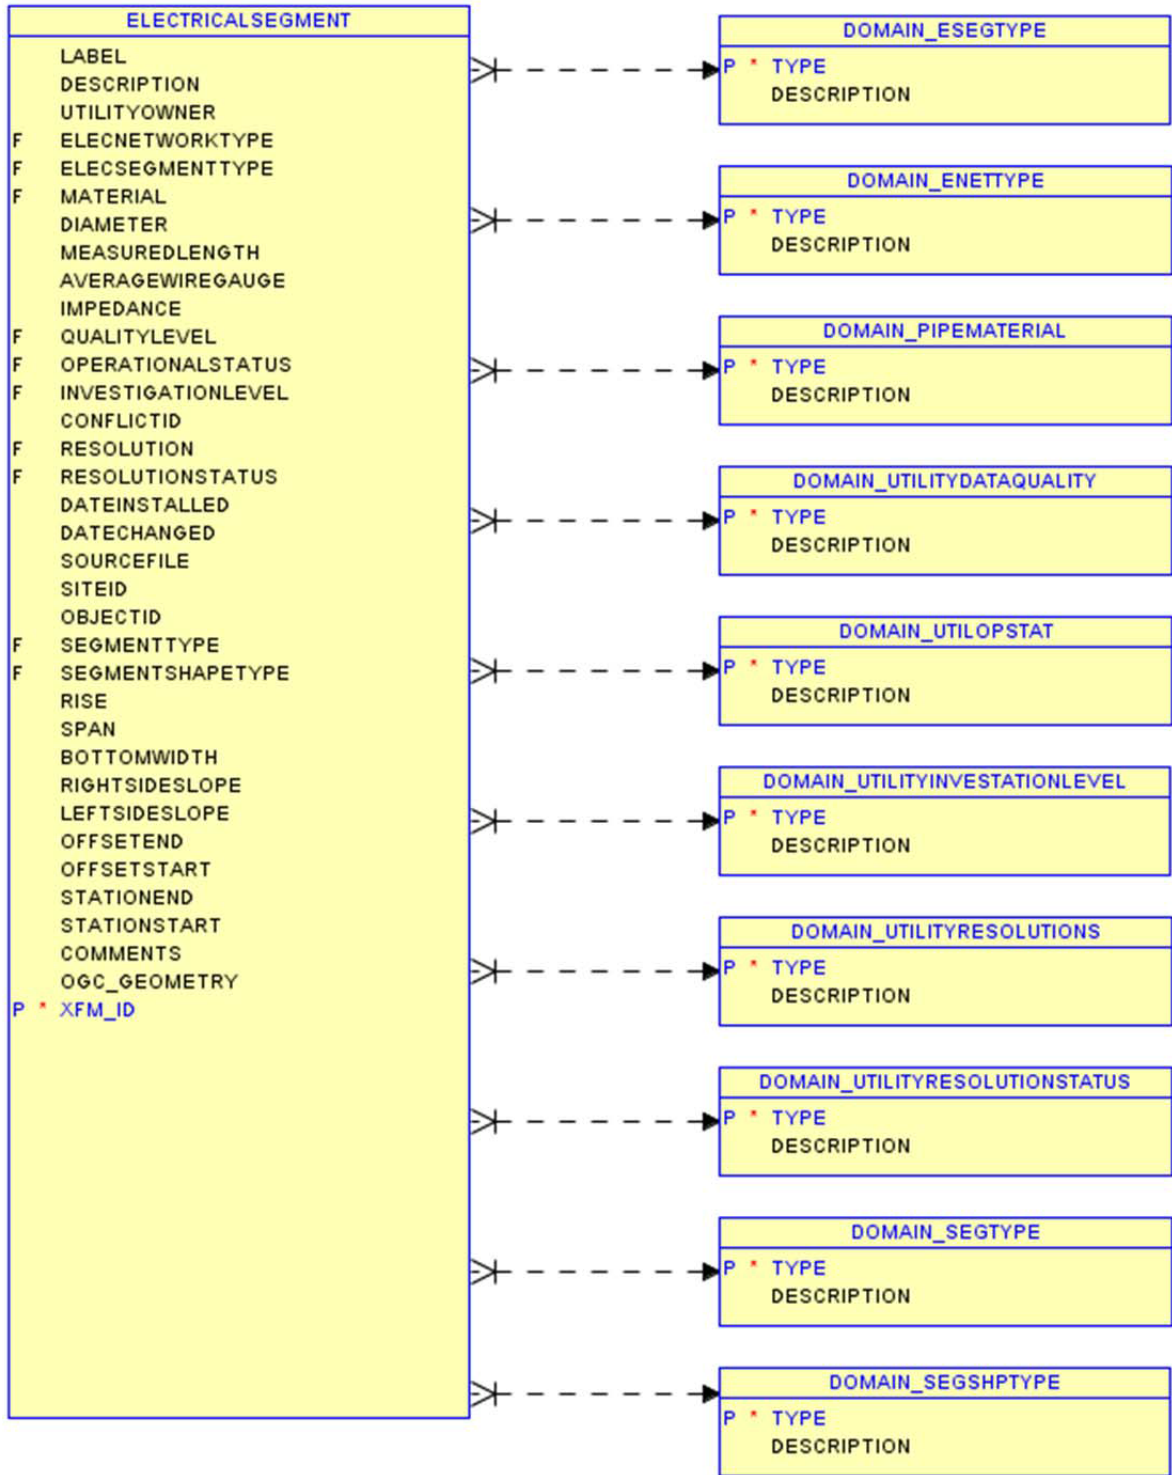 ELECTRICALSEGMENT
LABEL
DESCRIPTION
UTILITYOWNER
F ELECNETWORKTYPE
F ELECSEGMENTTYPE
F MATERIAL
DIAMETER
MEASUREDLENGTH
AVERAGEWIREGAUGE
IMPEDANCE
F QUALITYLEVEL
F OPERATIONALSTATUS
F INVESTIGATIONLEVEL
CONFLICTID
F RESOLUTION
F RESOLUTIONSTATUS
DATEINSTALLED
DATECHANGED
SOURCEFILE
SITEID
OBJECTID
F SEGMENTTYPE
F SEGMENTSHAPETYPE
RISE
SPAN
BOTTOMWIDTH
RIGHTSIDESLOPE
LEFTSIDESLOPE
OFFSETEND
OFFSETSTART
STATIONEND
STATIONSTART
COMMENTS
OGC_GEOMETRY
P * XFM_ID
DOMAIN_ESEGTYPE
P * TYPE
DESCRIPTION
DOMAIN_ENETTYPE
P * TYPE
DESCRIPTION
DOMAIN_PIPEMATERIAL
P * TYPE
DESCRIPTION
DOMAIN_UTILITYDATAQUALITY
P * TYPE
DESCRIPTION
DOMAIN_UTILOPSTAT
P * TYPE
DESCRIPTION
DOMAIN_UTILITYINVESTATIONLEVEL
P * TYPE
DESCRIPTION
DOMAIN_UTILITYRESOLUTIONS
P * TYPE
DESCRIPTION
DOMAIN_UTILITYRESOLUTIONSTATUS
P * TYPE
DESCRIPTION
DOMAIN_SEGTYPE
P * TYPE
DESCRIPTION
DOMAIN_SEGSHPTYPE
P * TYPE
DESCRIPTION